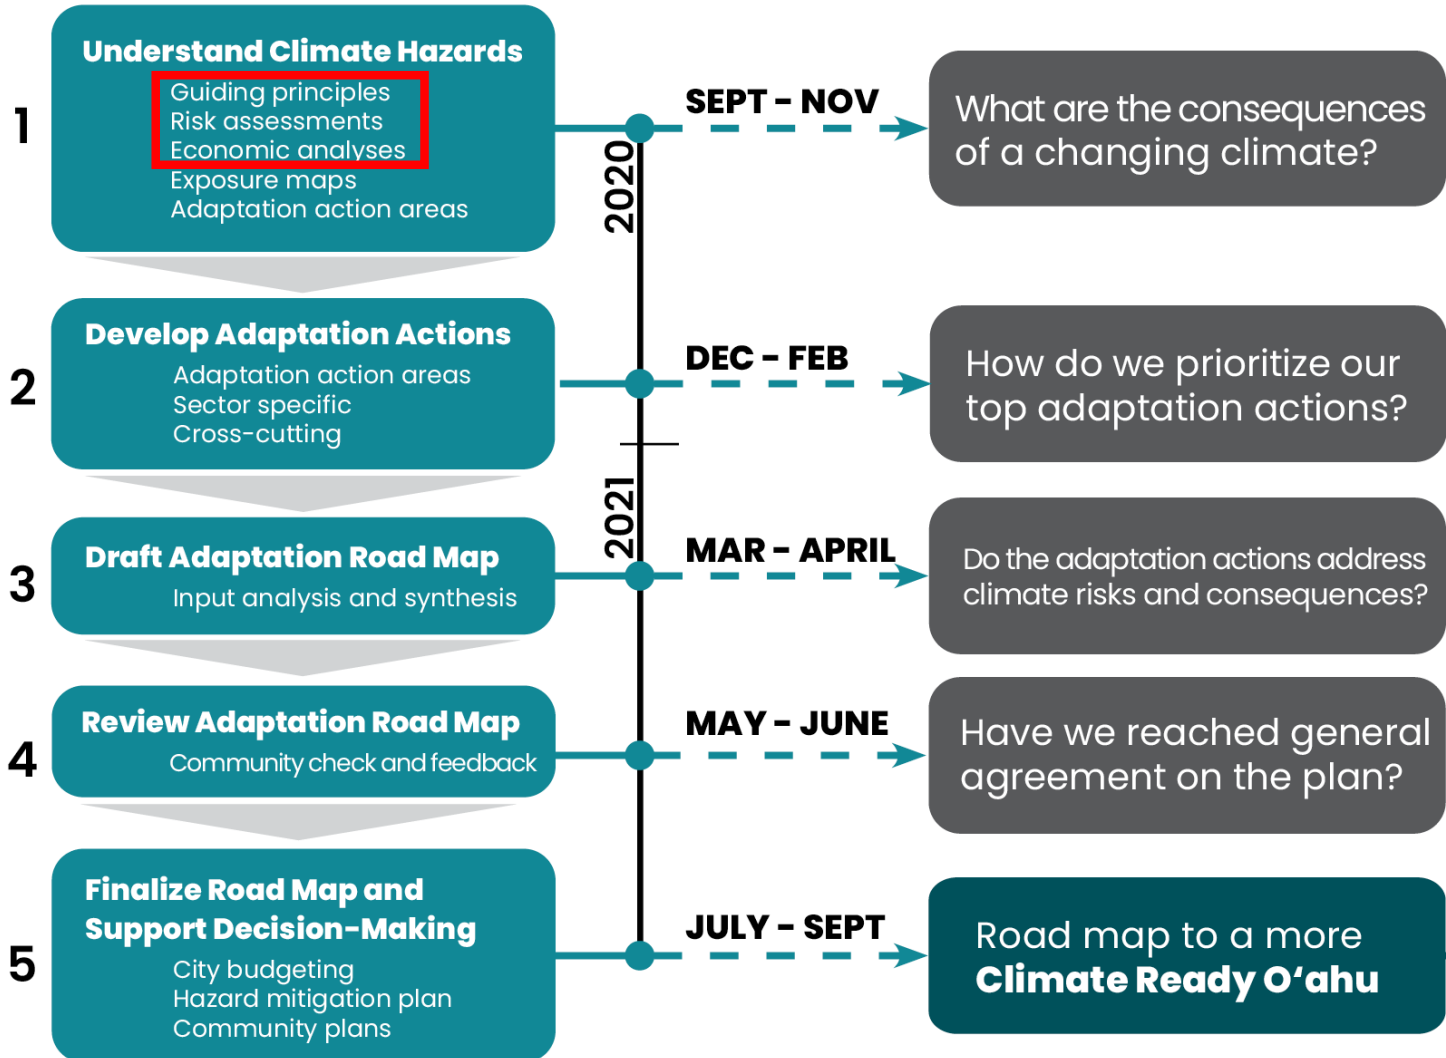 1
Understand Climate Hazards
Guiding principles
Risk assessments
Economic analyses
Exposure maps
Adaptation action areas
SEPT - NOV
2020
What are the consequences
of a changing climate?
2
Develop Adaptation Actions
Adaptation action areas
Sector specific
Cross-cutting
DEC - FEB
How do we prioritize our
top adaptation actions?
3
Draft Adaptation Road Map
Input analysis and synthesis
2021
MAR - APRIL
Do the adaptation actions address
climate risks and consequences?
4
Review Adaptation Road Map
Community check and feedback
MAY - JUNE
Have we reached general
agreement on the plan?
5
Finalize Road Map and
Support Decision-Making
City budgeting
Hazard mitigation plan
Community plans
JULY - SEPT
Road map to a more
Climate Ready Oʻahu